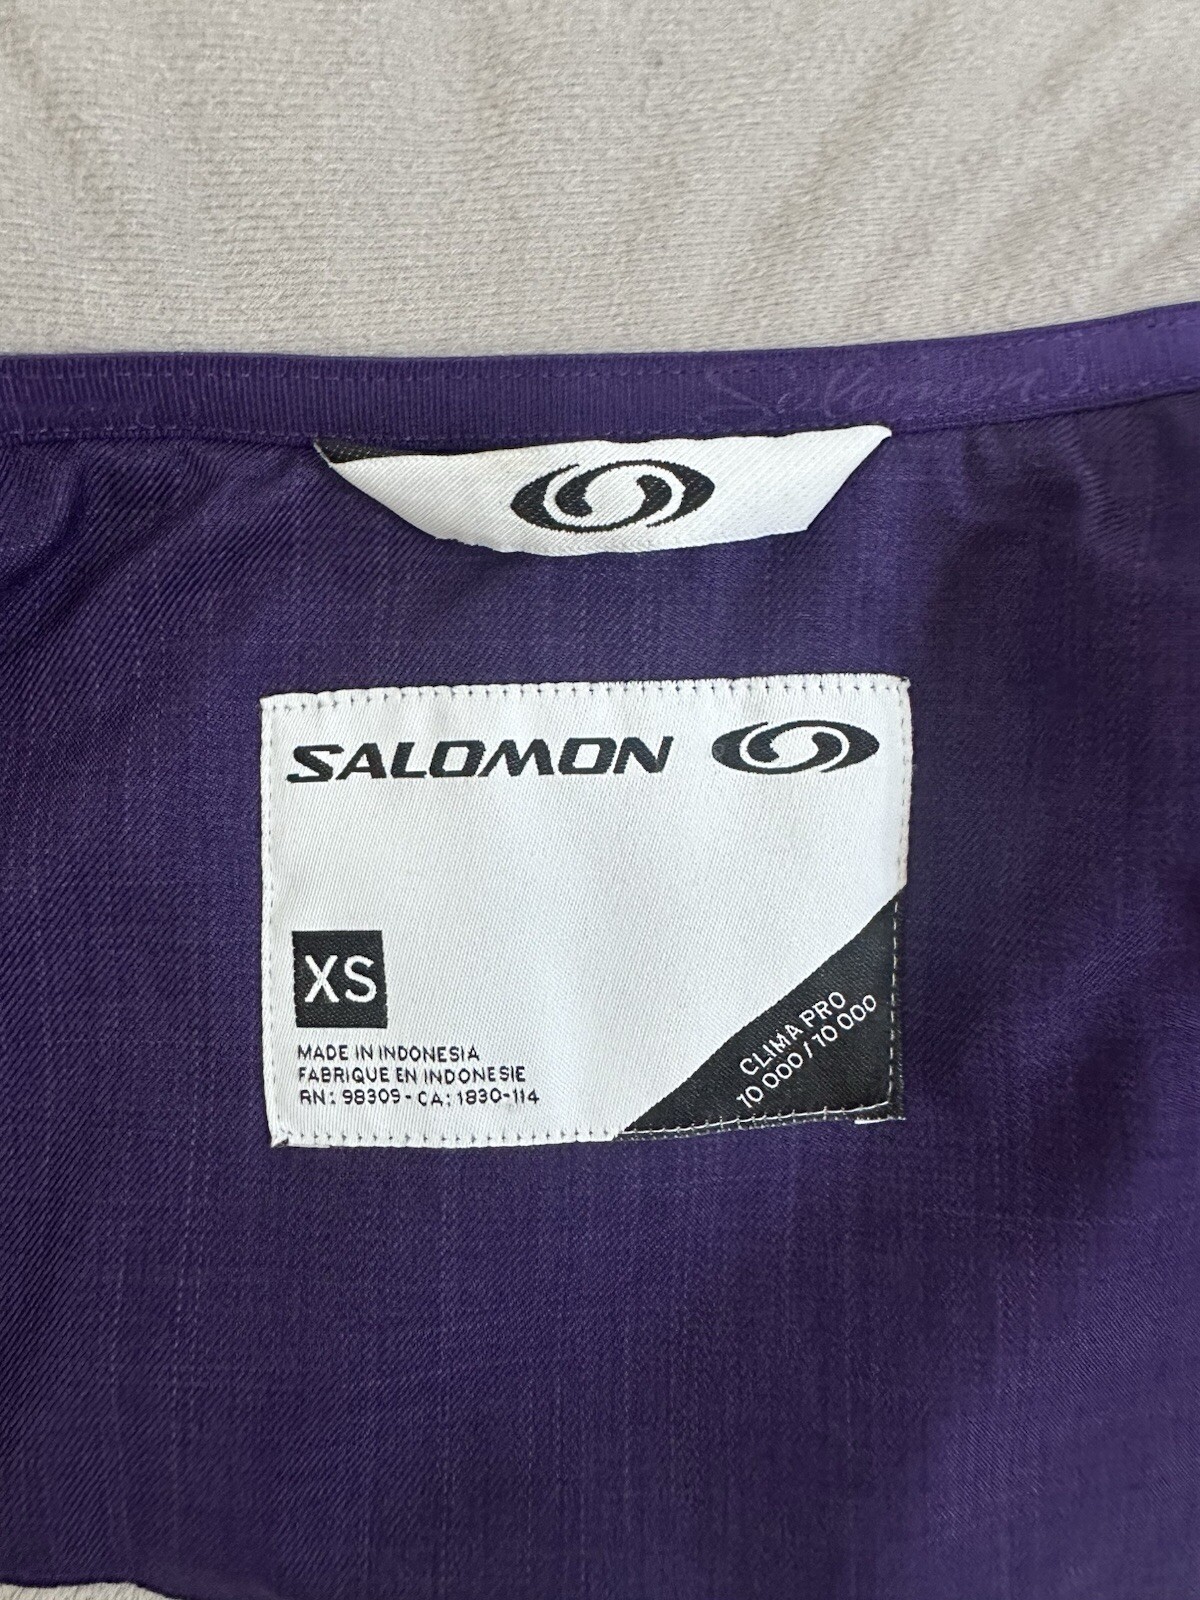 Salomon
SALOMON
XS
MADE IN INDONESIA
FABRIQUE EN INDONESIE
RN: 98309 - CA: 1830-114
CLIMA PRO
10 000 / 10 000